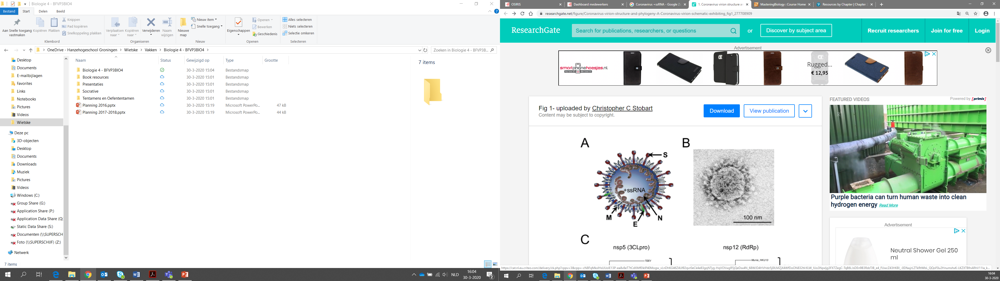 Biologie 4 - BFVP3BIO4
Bestand Start Delen Beeld
Aan Snelle toegang vastmaken
Kopiëren
Plakken
Knippen
Pad kopiëren
Snelkoppeling plakken
Klembord
Verplaatsen naar
Kopiëren naar
Verwijderen
Naam wijzigen
Organiseren
Nieuwe map
Nieuw item
Snelle toegang
Nieuw
Eigenschappen
Openen
Bewerken
Geschiedenis
Openen
Alles selecteren
Niets selecteren
Selectie omkeren
Selecteren
OneDrive - Hanzehogeschool Groningen > Wietske > Vakken > Biologie 4 - BFVP3BIO4 >
Zoeken in Biologie 4 - BFVP3B...
Desktop
Documents
E-mailbijlagen
Favorites
Links
Notebooks
Pictures
Videos
Wietske
Deze pc
3D-objecten
Desktop
Documents
Downloads
Muziek
Pictures
Videos
Windows (C:)
Group Share (G:)
Application Share (P:)
Application Data Share (Q:
Static Data Share (S:)
Documenten (\\SUPERSCH
Foto (\\SUPERSCHIJF) (Z:)
Netwerk
7 items
Naam Status Gewijzigd op Type Grootte
Biologie 4 - BFVP3BIO4 30-3-2020 15:04 Bestandsmap
Book resources 30-3-2020 15:01 Bestandsmap
Presentaties 30-3-2020 15:01 Bestandsmap
Socrative 30-3-2020 15:01 Bestandsmap
Tentamens en Oefententamen 30-3-2020 15:01 Bestandsmap
Planning 2016.pptx 30-3-2020 15:19 Microsoft PowerPo... 47 kB
Planning 2017-2018.pptx 30-3-2020 15:19 Microsoft PowerPo... 44 kB
7 items
NLD
16:04
30-3-2020
2
OSIRIS
Dashboard medewerkers
Coronavirus +ssRNA - Google Z
1. Coronavirus virion structure an
MasteringBiology : Course Home
Resources by Chapter | Chapter
researchgate.net/figure/Coronavirus-virion-structure-and-phylogeny-A-Coronavirus-virion-schematic-exhibiting_fig1_277708909
ResearchGate
Search for publications, researchers, or questions
or
Discover by subject area
Recruit researchers
Join for free
Login
Advertisement
smartphonehoesjes.nl
Rugged...
€ 12,95
Fig 1- uploaded by Christopher C Stobart
Content may be subject to copyright.
Download
View publication
A
B
S
+ssRNA
M
E
N
100 nm
C
nsp5 (3CLpro)
nsp12 (RdRp)
TGEV
Munia_HKU13
FEATURED VIDEOS
Powered by [primis]
Purple bacteria can turn human waste into clean
hydrogen energy Read More
Advertisement
Neutral Shower Gel 250
ml
16:04
30-3-2020